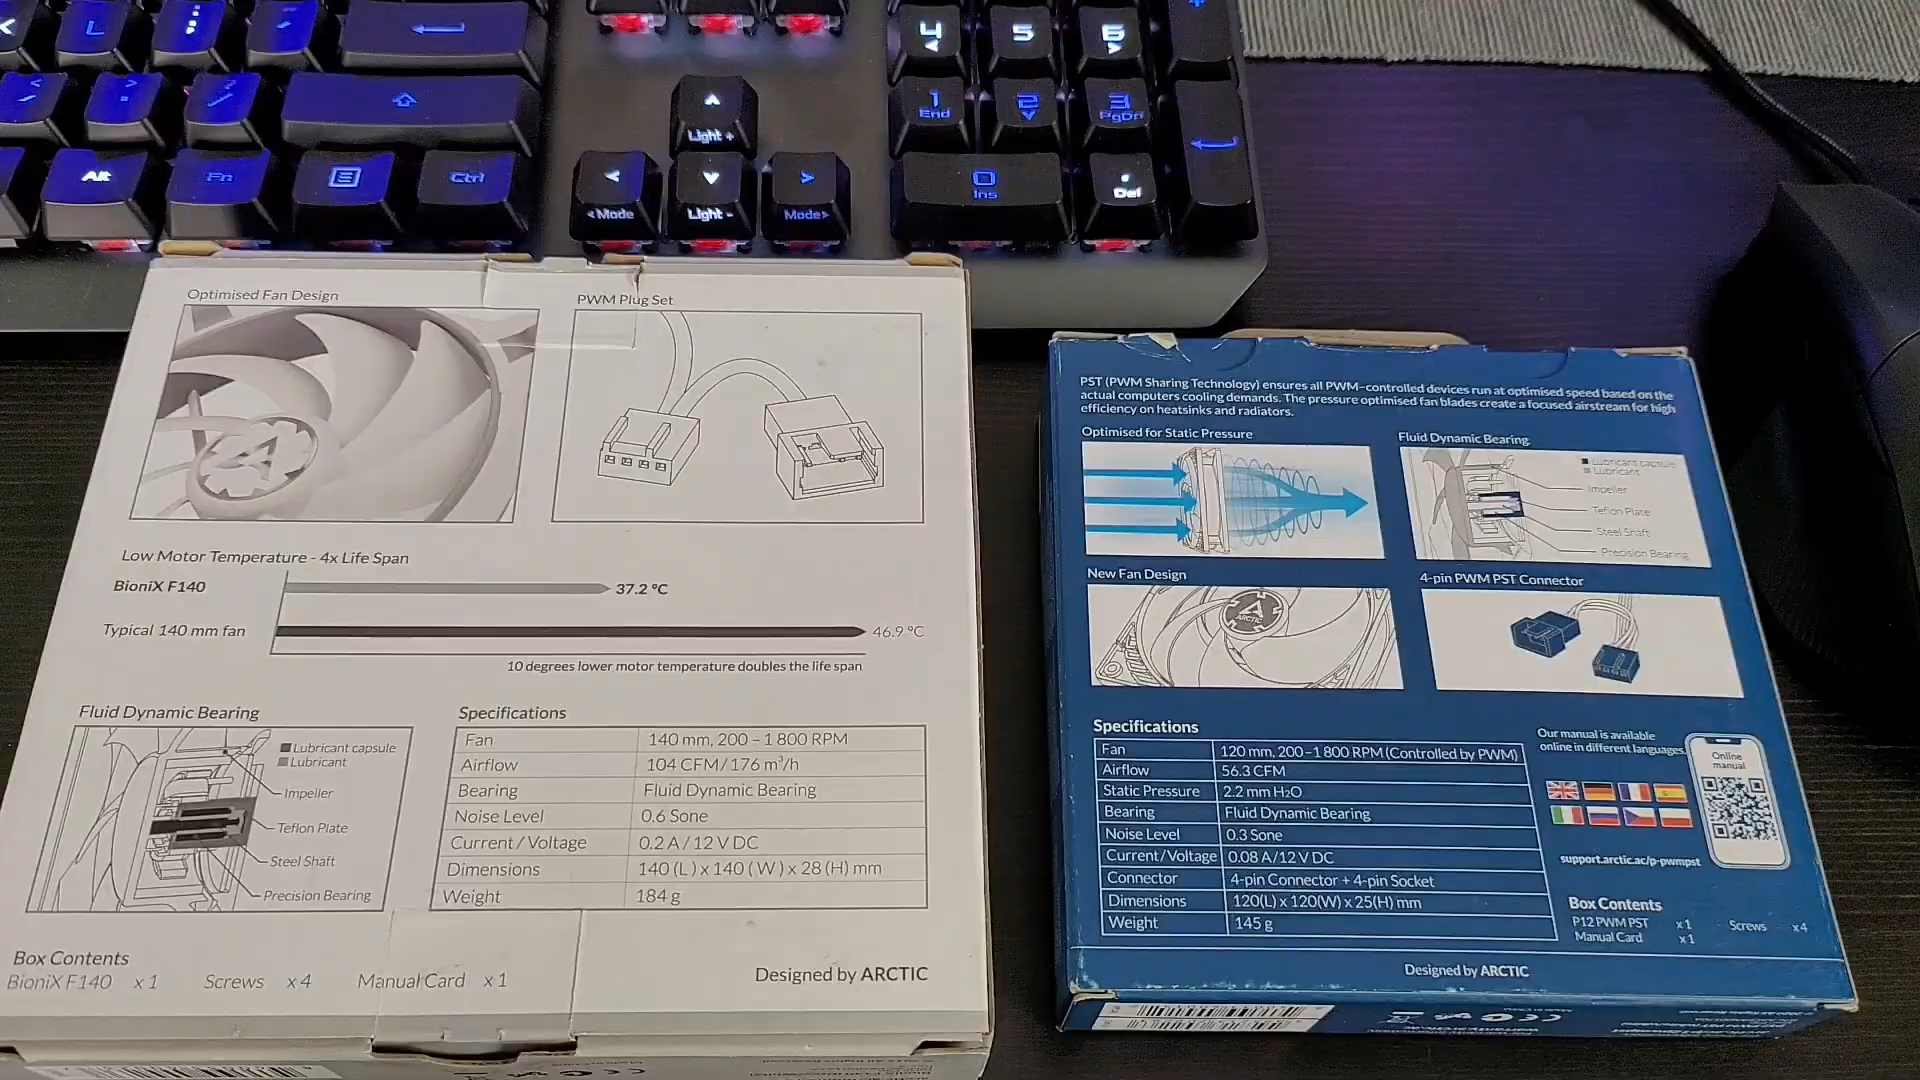 L
Alt
Fn
Ctrl
Light +
<Mode
Light -
Mode>
4
5
6
1
End
2
3
PgDn
0
Ins
.
Del
Optimised Fan Design
PWM Plug Set
Low Motor Temperature - 4x Life Span
BioniX F140
37.2 °C
Typical 140 mm fan
46.9 °C
10 degrees lower motor temperature doubles the life span
Fluid Dynamic Bearing
Lubricant capsule
Lubricant
Impeller
Teflon Plate
Steel Shaft
Precision Bearing
Specifications
Fan 140 mm, 200 – 1 800 RPM
Airflow 104 CFM / 176 m³/h
Bearing Fluid Dynamic Bearing
Noise Level 0.6 Sone
Current / Voltage 0.2 A / 12 V DC
Dimensions 140 (L) x 140 ( W ) x 28 (H) mm
Weight 184 g
Box Contents
BioniX F140 x 1 Screws x 4 Manual Card x 1
Designed by ARCTIC
PST (PWM Sharing Technology) ensures all PWM-controlled devices run at optimised speed based on the
actual computers cooling demands. The pressure optimised fan blades create a focused airstream for high
efficiency on heatsinks and radiators.
Optimised for Static Pressure
Fluid Dynamic Bearing
Lubricant capsule
Lubricant
Impeller
Teflon Plate
Steel Shaft
Precision Bearing
New Fan Design
ARCTIC
4-pin PWM PST Connector
Specifications
Fan 120 mm, 200 – 1 800 RPM (Controlled by PWM)
Airflow 56.3 CFM
Static Pressure 2.2 mm H₂O
Bearing Fluid Dynamic Bearing
Noise Level 0.3 Sone
Current / Voltage 0.08 A / 12 V DC
Connector 4-pin Connector + 4-pin Socket
Dimensions 120(L) x 120(W) x 25(H) mm
Weight 145 g
Our manual is available
online in different languages.
Online
manual
support.arctic.ac/p-pwmpst
Box Contents
P12 PWM PST x 1 Screws x 4
Manual Card x 1
Designed by ARCTIC